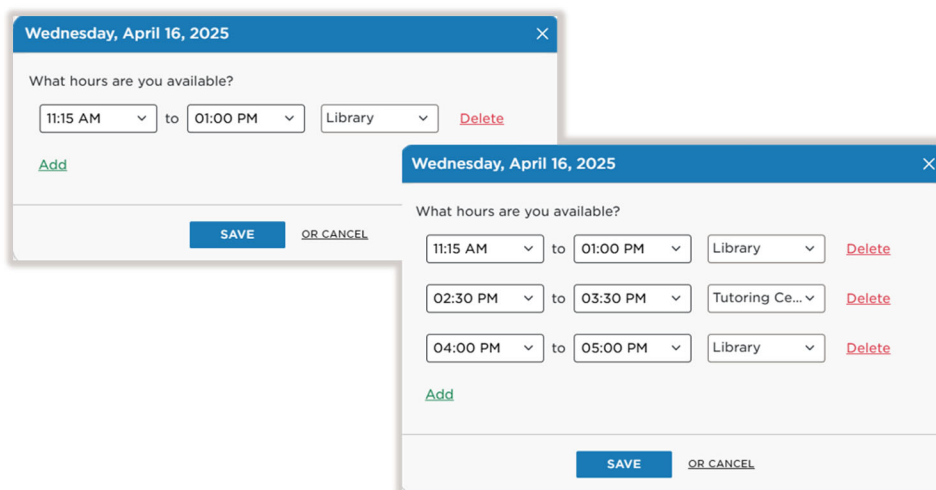 Wednesday, April 16, 2025
What hours are you available?
11:15 AM to 01:00 PM Library Delete
Add
SAVE OR CANCEL
Wednesday, April 16, 2025
What hours are you available?
11:15 AM to 01:00 PM Library Delete
02:30 PM to 03:30 PM Tutoring Ce... Delete
04:00 PM to 05:00 PM Library Delete
Add
SAVE OR CANCEL